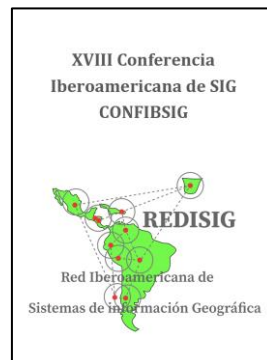 XVIII Conferencia
Iberoamericana de SIG
CONFIBSIG
REDISIG
Red Iberoamericana de
Sistemas de información Geográfica